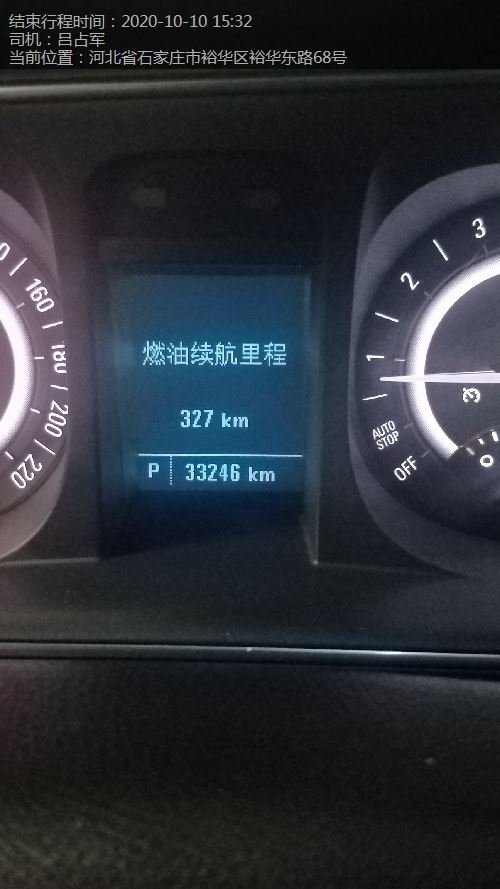 结束行程时间：2020-10-10 15:32
司机：吕占军
当前位置：河北省石家庄市裕华区裕华东路68号
160
180
200
220
燃油续航里程
327 km
P 33246 km
3
2
1
AUTO
STOP
OFF
0